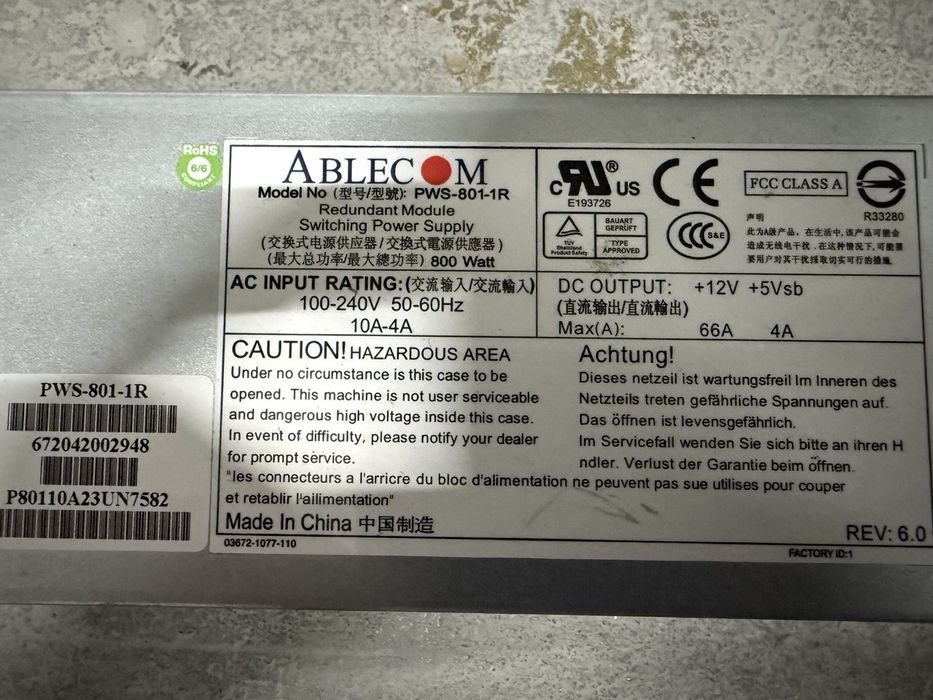 RoHS
6/6
COMPLIANT
ABLECOM
Model No (型号/型號): PWS-801-1R
Redundant Module
Switching Power Supply
(交换式电源供应器/交換式電源供應器)
(最大总功率/最大總功率) 800 Watt
c RU ® US
E193726
CE
FCC CLASS A
R33280
TÜV
Rheinland
Product Safety
BAUART
GEPRÜFT
TYPE
APPROVED
CCC S&E
声明
此为A级产品, 在生活中, 该产品可能会
造成无线电干扰. 在这种情况下, 可能需
要用户对其干扰采取切实可行的措施.
AC INPUT RATING:(交流输入/交流輸入)
100-240V 50-60Hz
10A-4A
DC OUTPUT: +12V +5Vsb
(直流输出/直流輸出)
Max(A): 66A 4A
CAUTION! HAZARDOUS AREA
Under no circumstance is this case to be
opened. This machine is not user serviceable
and dangerous high voltage inside this case.
In event of difficulty, please notify your dealer
for prompt service.
Achtung!
Dieses netzeil ist wartungsfreil Im Inneren des
Netzteils treten gefährliche Spannungen auf.
Das öffnen ist levensgefährlich.
Im Servicefall wenden Sie sich bitte an ihren H
ndler. Verlust der Garantie beim öffnen.
"les connecteurs a l'arricre du bloc d'alimentation ne peuvent pas sue utilises pour couper
et retablir l'ailimentation"
Made In China 中国制造
REV: 6.0
03672-1077-110
FACTORY ID:1
PWS-801-1R
672042002948
P80110A23UN7582